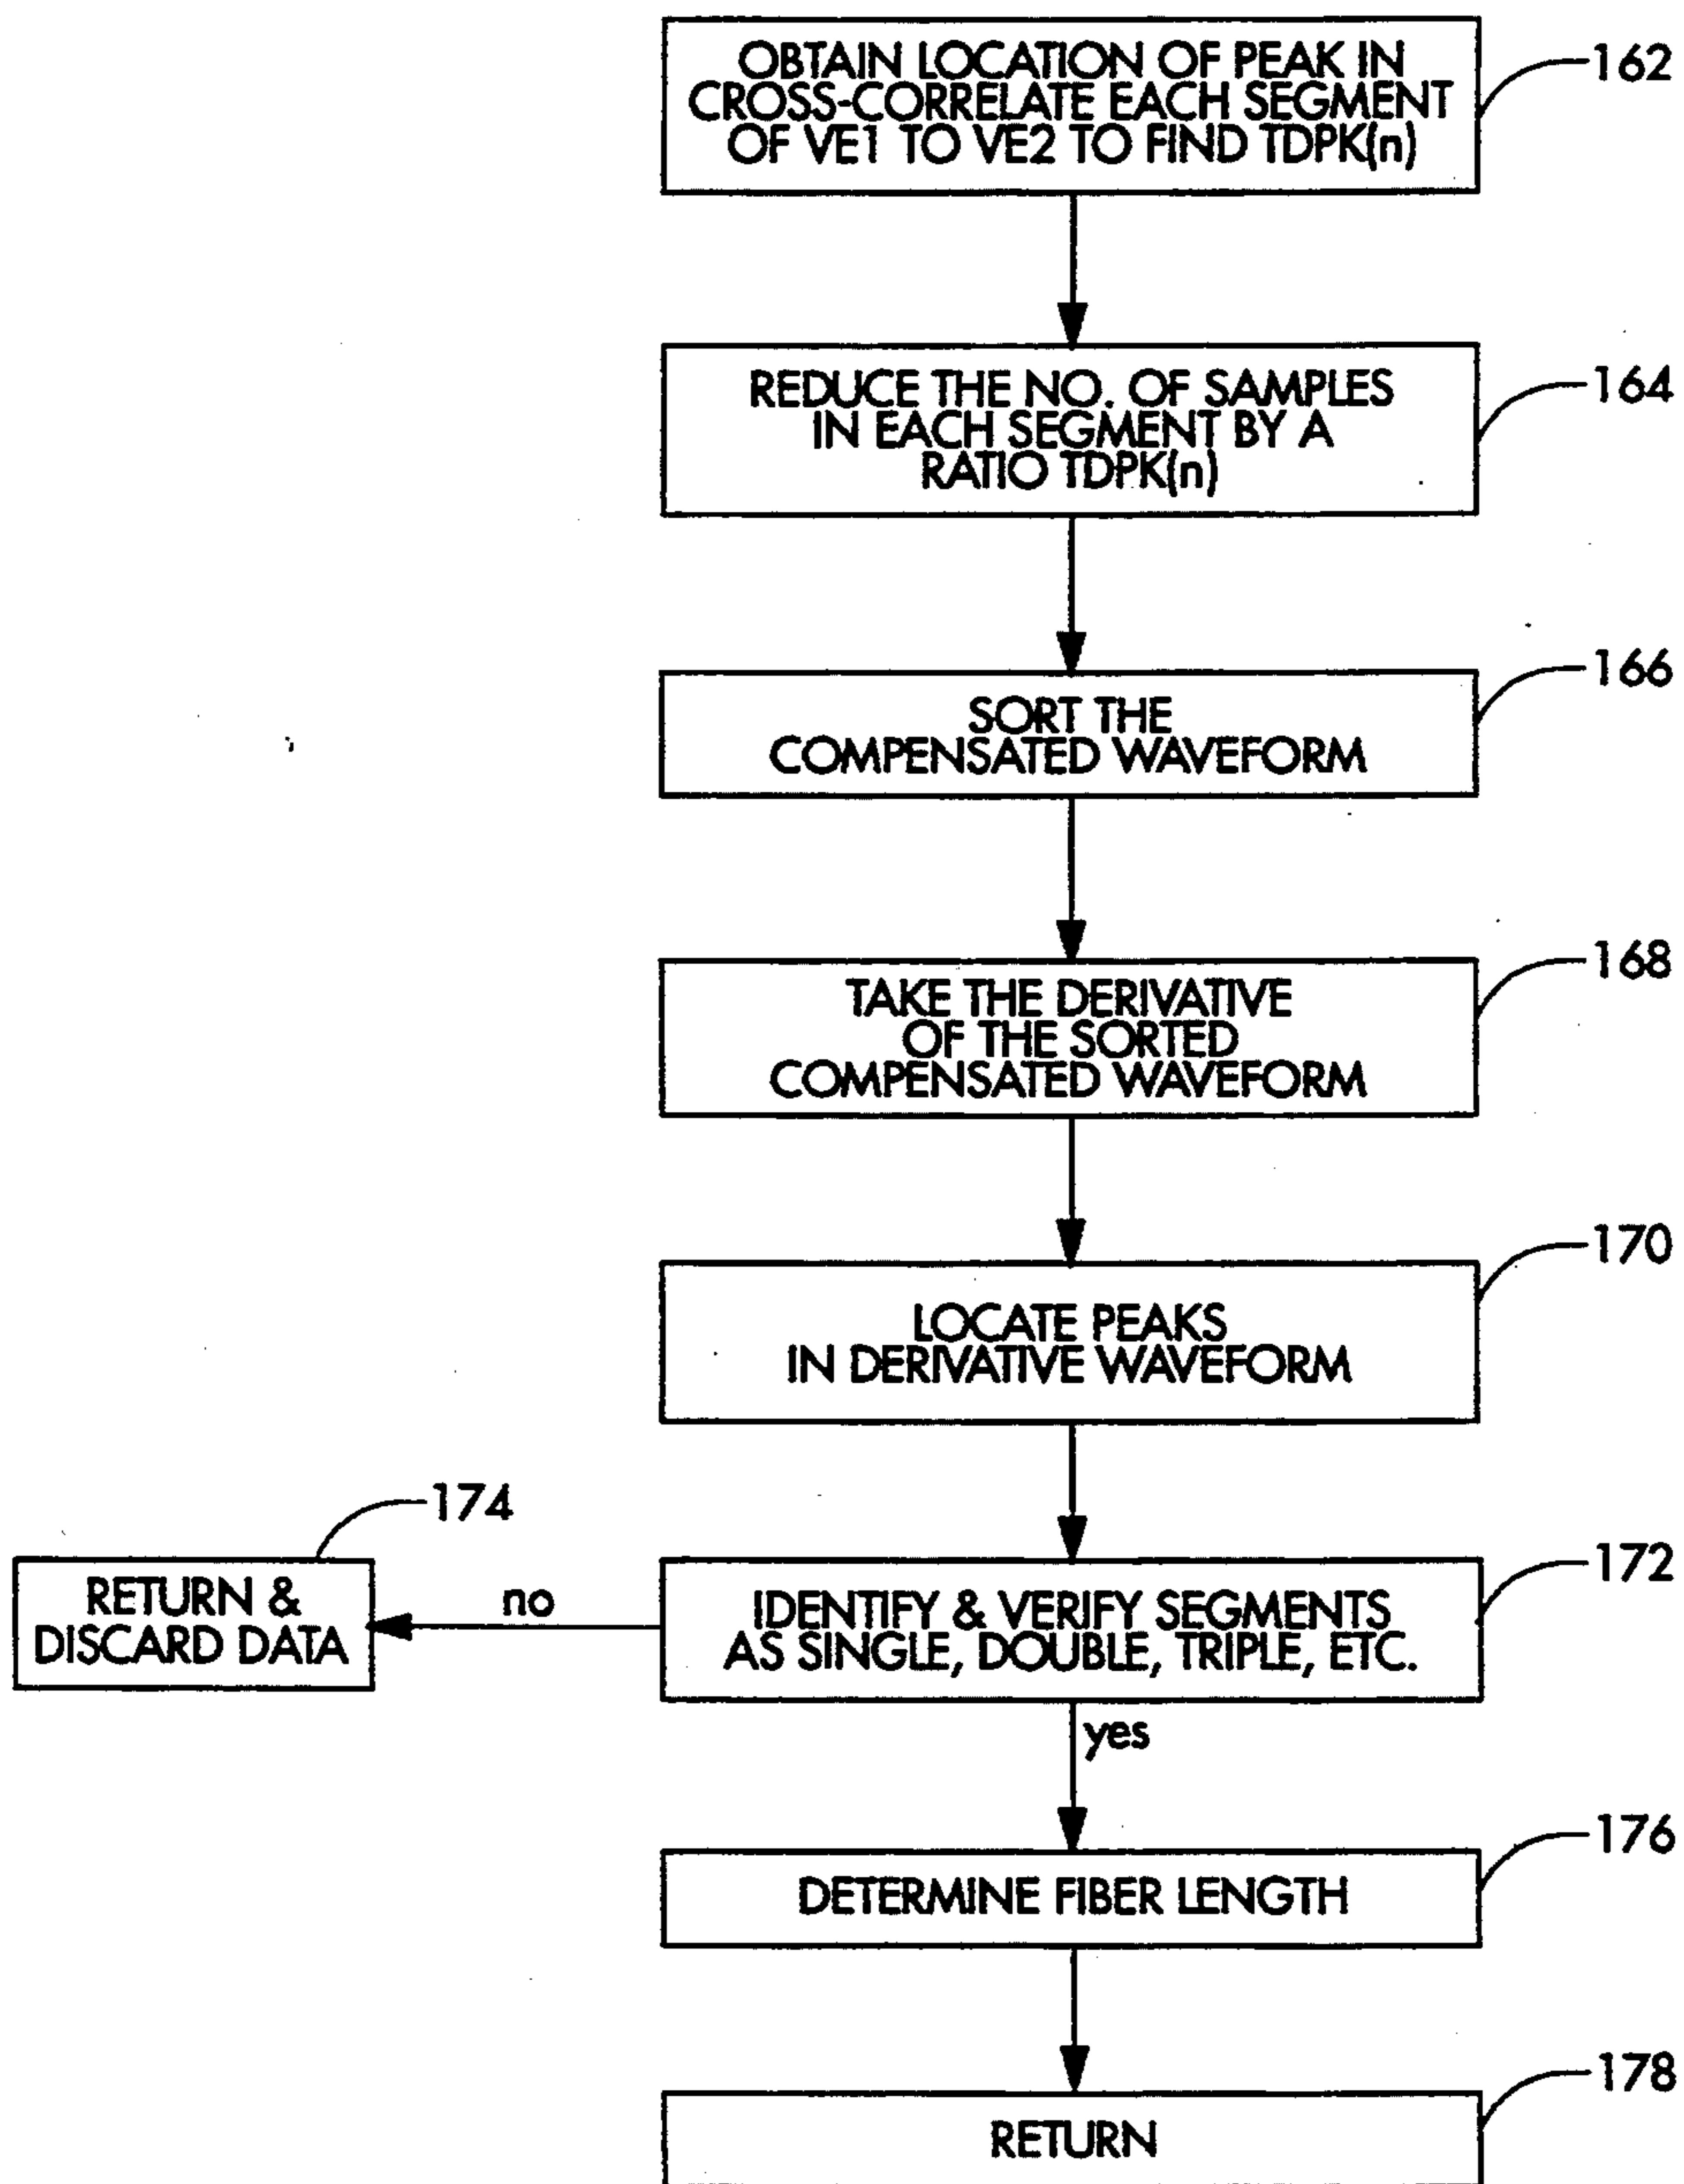 OBTAIN LOCATION OF PEAK IN
CROSS-CORRELATE EACH SEGMENT
OF VE1 TO VE2 TO FIND TDPK(n)
162
REDUCE THE NO. OF SAMPLES
IN EACH SEGMENT BY A
RATIO TDPK(n)
164
SORT THE
COMPENSATED WAVEFORM
166
TAKE THE DERIVATIVE
OF THE SORTED
COMPENSATED WAVEFORM
168
LOCATE PEAKS
IN DERIVATIVE WAVEFORM
170
IDENTIFY & VERIFY SEGMENTS
AS SINGLE, DOUBLE, TRIPLE, ETC.
172
no
RETURN &
DISCARD DATA
174
yes
DETERMINE FIBER LENGTH
176
RETURN
178